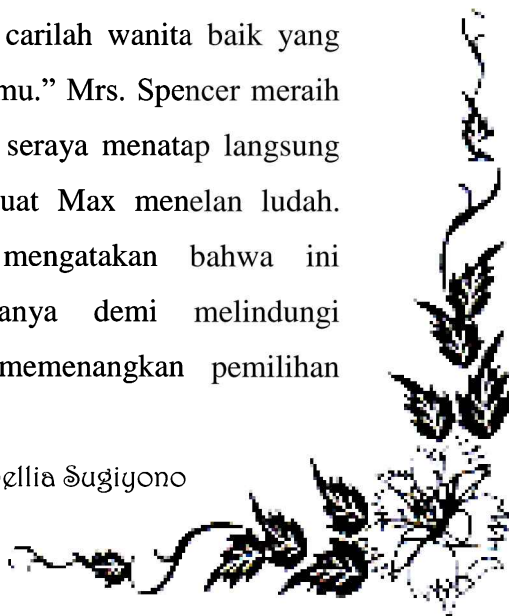 carilah wanita baik yang
mu.” Mrs. Spencer meraih
seraya menatap langsung
uat Max menelan ludah.
mengatakan bahwa ini
anya demi melindungi
memenangkan pemilihan
ellia Sugiyono